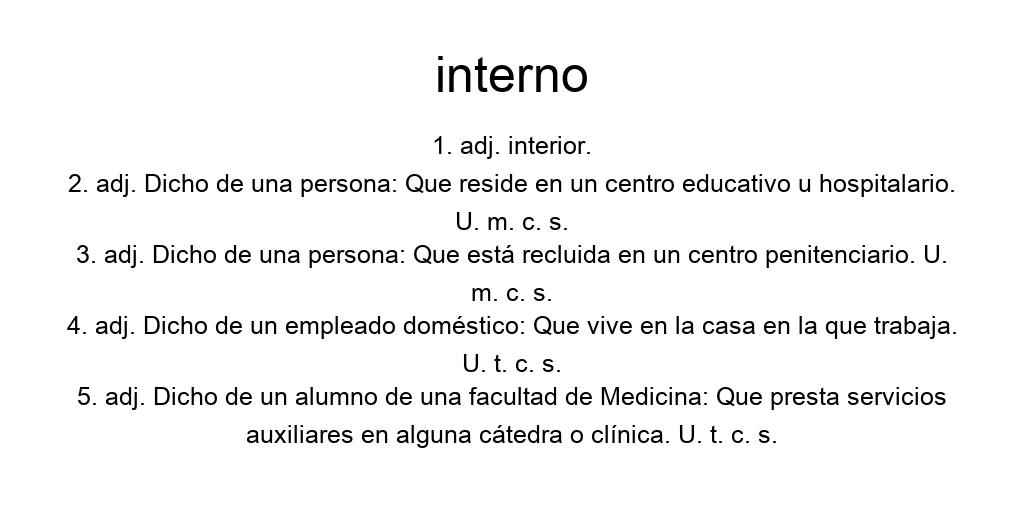 interno
1. adj. interior.
2. adj. Dicho de una persona: Que reside en un centro educativo u hospitalario.
U. m. c. s.
3. adj. Dicho de una persona: Que está recluida en un centro penitenciario. U.
m. c. s.
4. adj. Dicho de un empleado doméstico: Que vive en la casa en la que trabaja.
U. t. c. s.
5. adj. Dicho de un alumno de una facultad de Medicina: Que presta servicios
auxiliares en alguna cátedra o clínica. U. t. c. s.